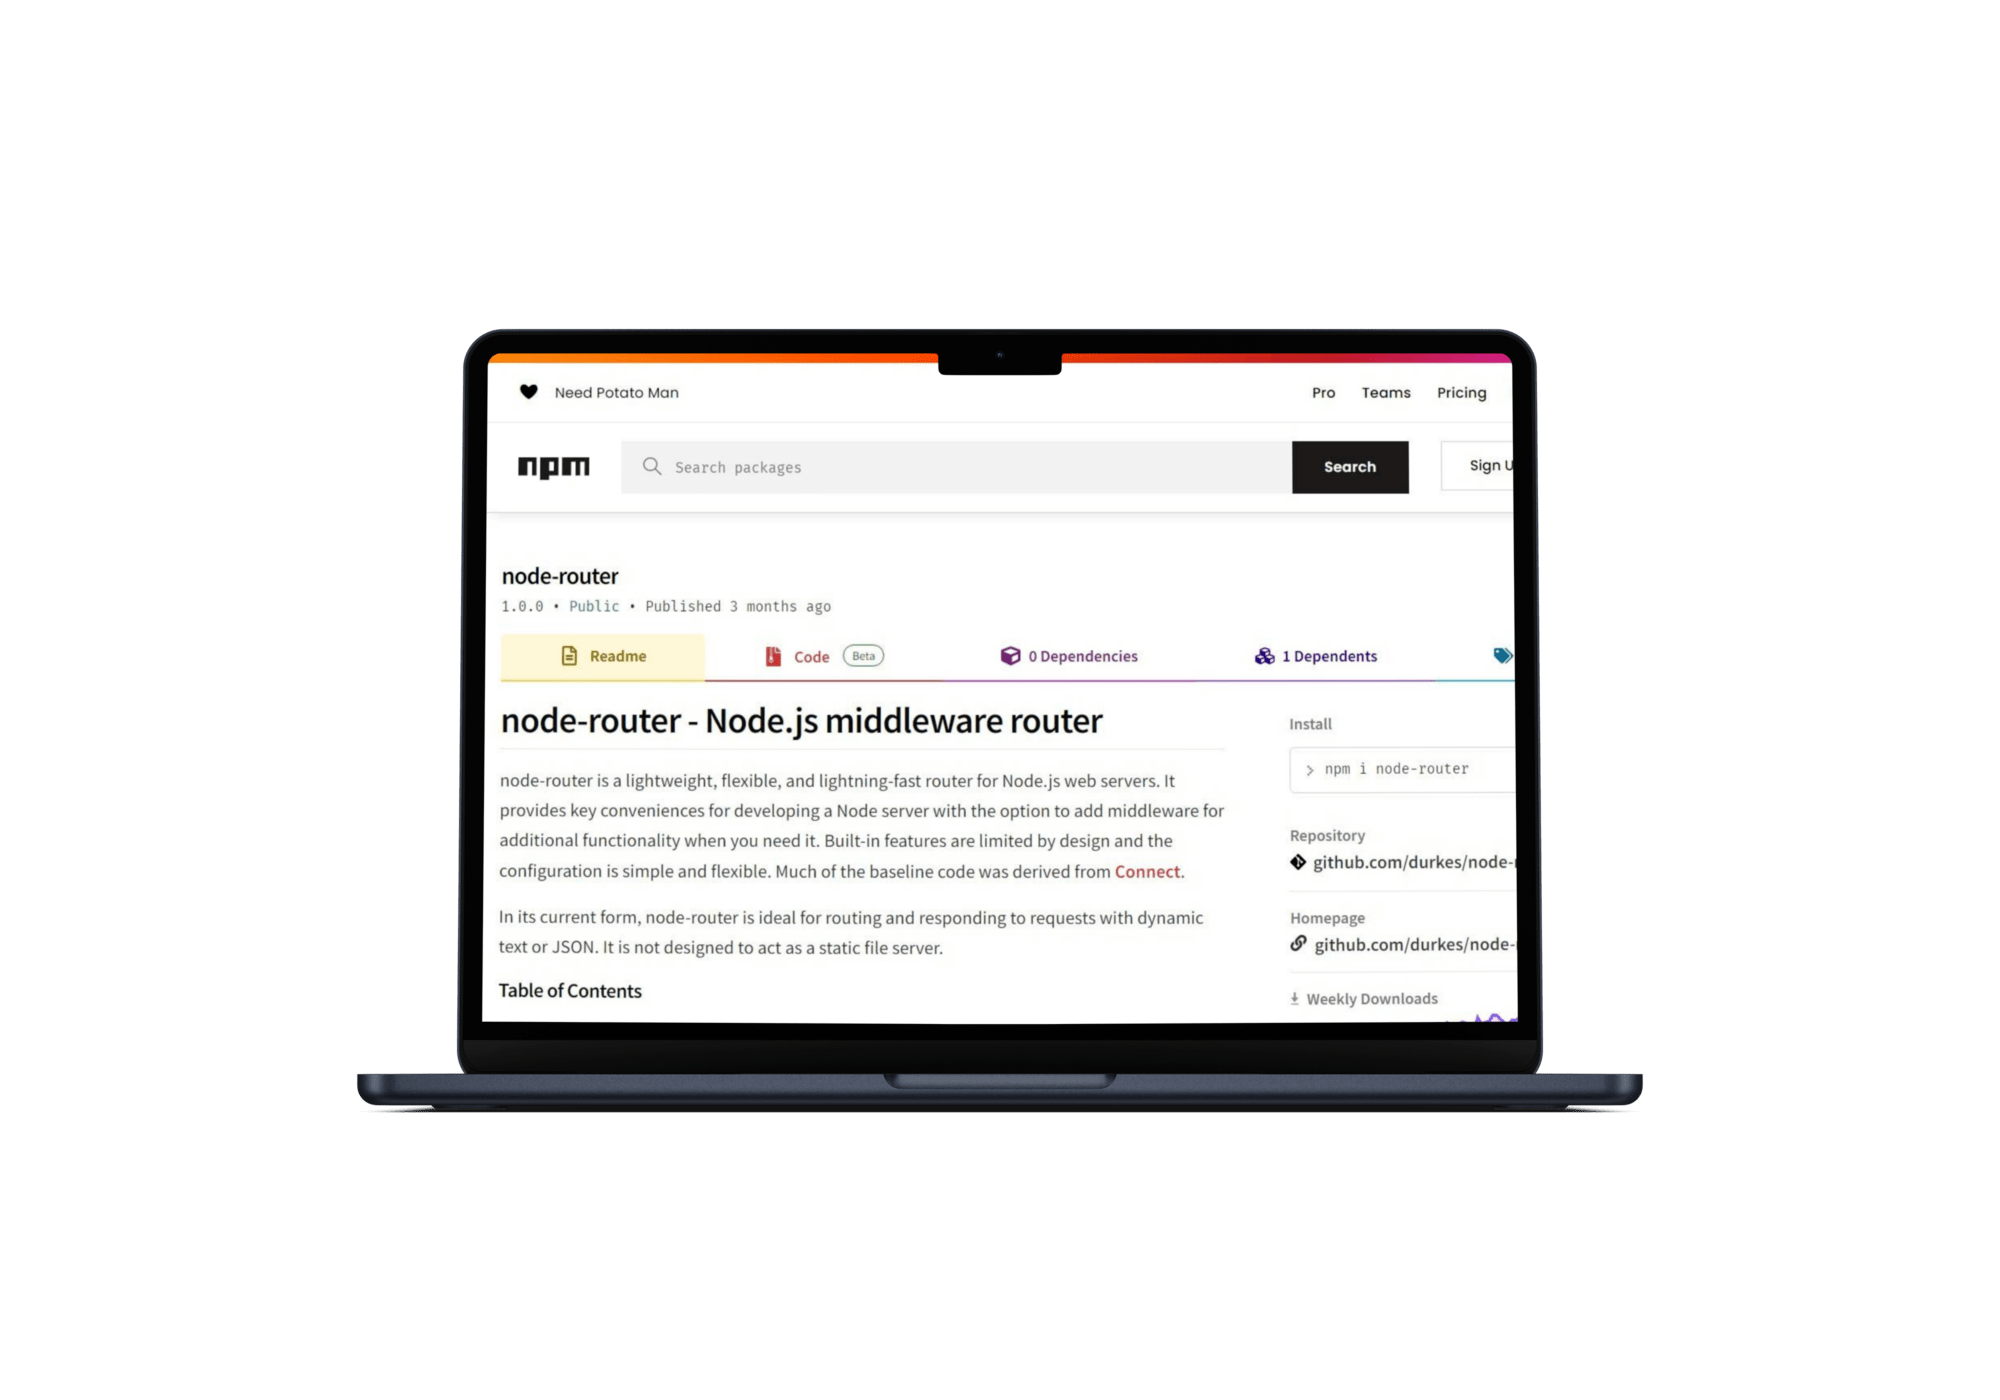 Need Potato Man
Pro Teams Pricing
npm
Search packages
Search
Sign U
node-router
1.0.0 • Public • Published 3 months ago
Readme
Code Beta
0 Dependencies
1 Dependents
node-router - Node.js middleware router
node-router is a lightweight, flexible, and lightning-fast router for Node.js web servers. It
provides key conveniences for developing a Node server with the option to add middleware for
additional functionality when you need it. Built-in features are limited by design and the
configuration is simple and flexible. Much of the baseline code was derived from Connect.
In its current form, node-router is ideal for routing and responding to requests with dynamic
text or JSON. It is not designed to act as a static file server.
Table of Contents
Install
> npm i node-router
Repository
github.com/durkes/node-
Homepage
github.com/durkes/node-
Weekly Downloads